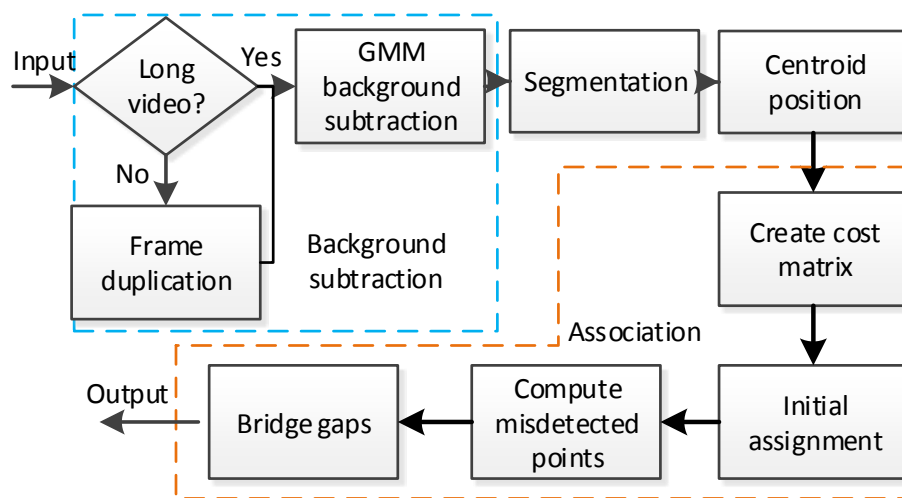 Input
Long
video?
Yes
No
Frame
duplication
GMM
background
subtraction
Background
subtraction
Segmentation
Centroid
position
Create cost
matrix
Association
Initial
assignment
Compute
misdetected
points
Bridge gaps
Output